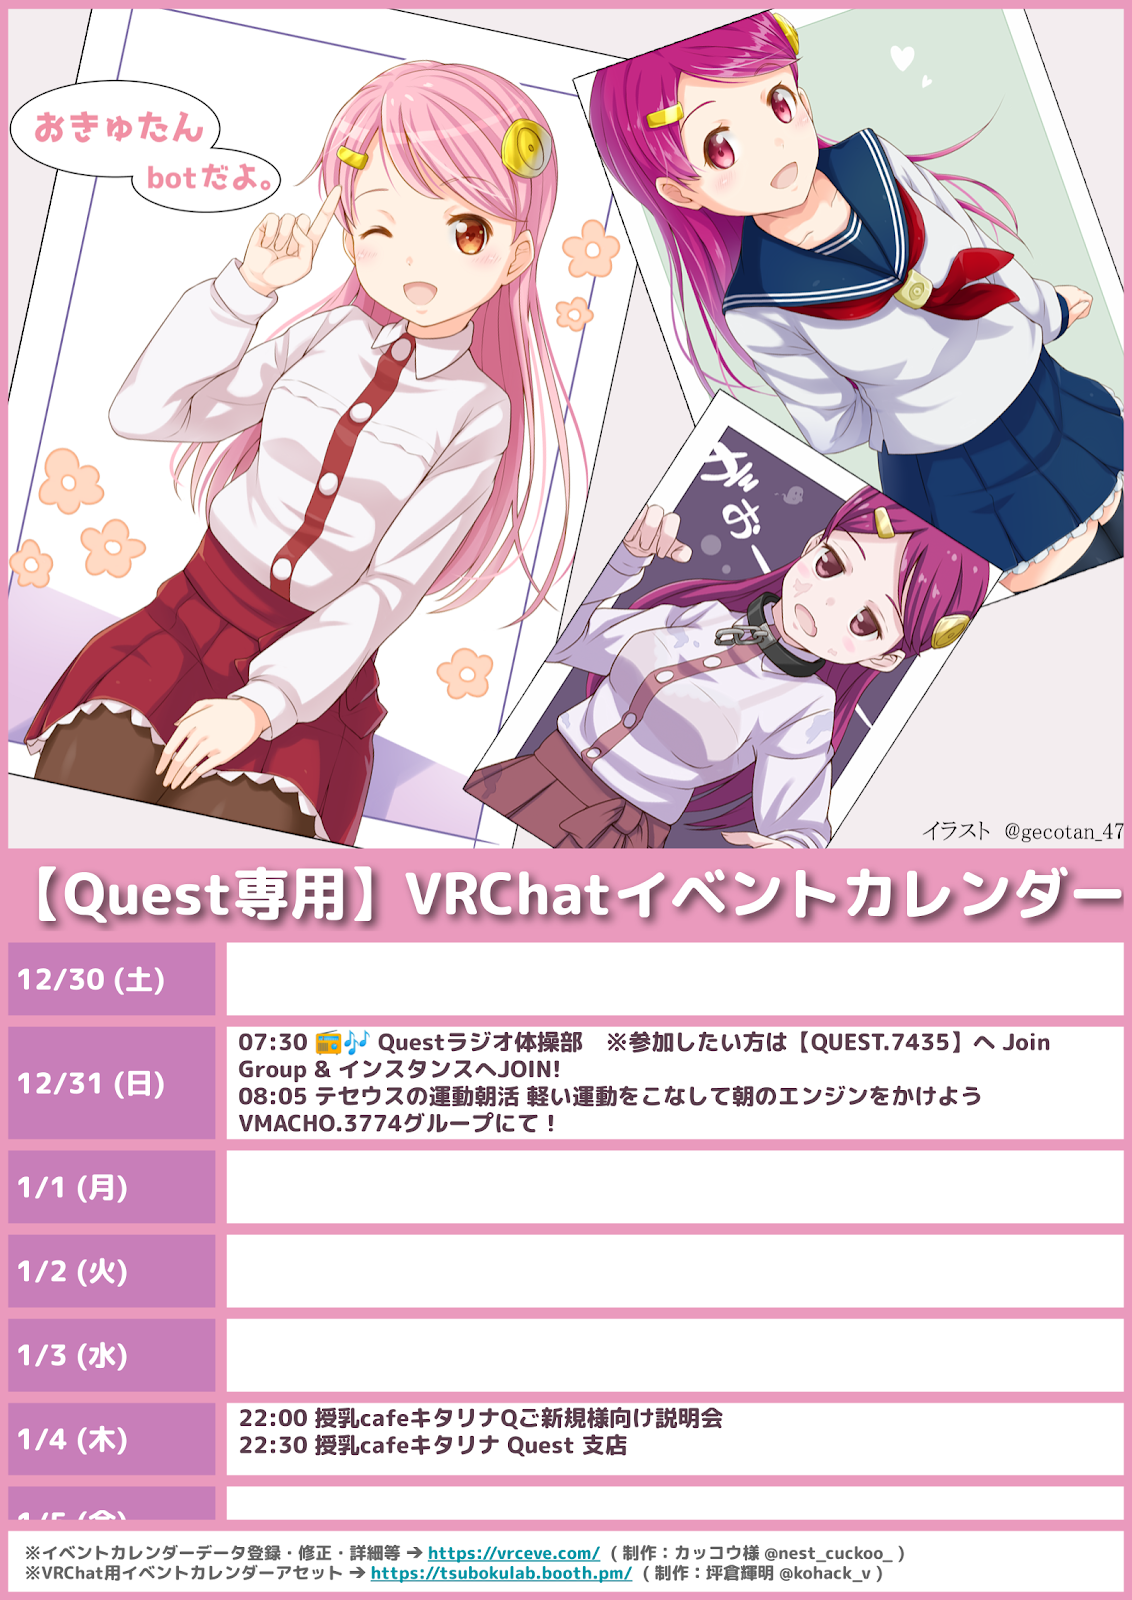 おきゅたん
botだよ。
がおー
イラスト @gecotan_47
【Quest専用】VRChatイベントカレンダー
12/30 (土)
12/31 (日)
07:30 📻🎶 Questラジオ体操部　※参加したい方は【QUEST.7435】へ Join
Group & インスタンスへJOIN!
08:05 テセウスの運動朝活 軽い運動をこなして朝のエンジンをかけよう
VMACHO.3774グループにて！
1/1 (月)
1/2 (火)
1/3 (水)
1/4 (木)
22:00 授乳cafeキタリナQご新規様向け説明会
22:30 授乳cafeキタリナ Quest 支店
1/5 (金)
※イベントカレンダーデータ登録・修正・詳細等 → https://vrceve.com/ ( 制作：カッコウ様 @nest_cuckoo_ )
※VRChat用イベントカレンダーアセット → https://tsubokulab.booth.pm/ ( 制作：坪倉輝明 @kohack_v )